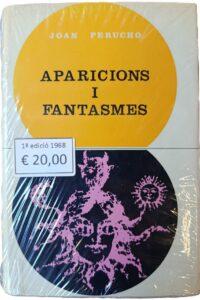 JOAN PERUCHO
APARICIONS
I
FANTASMES
1ª edició 1968
€ 20,00